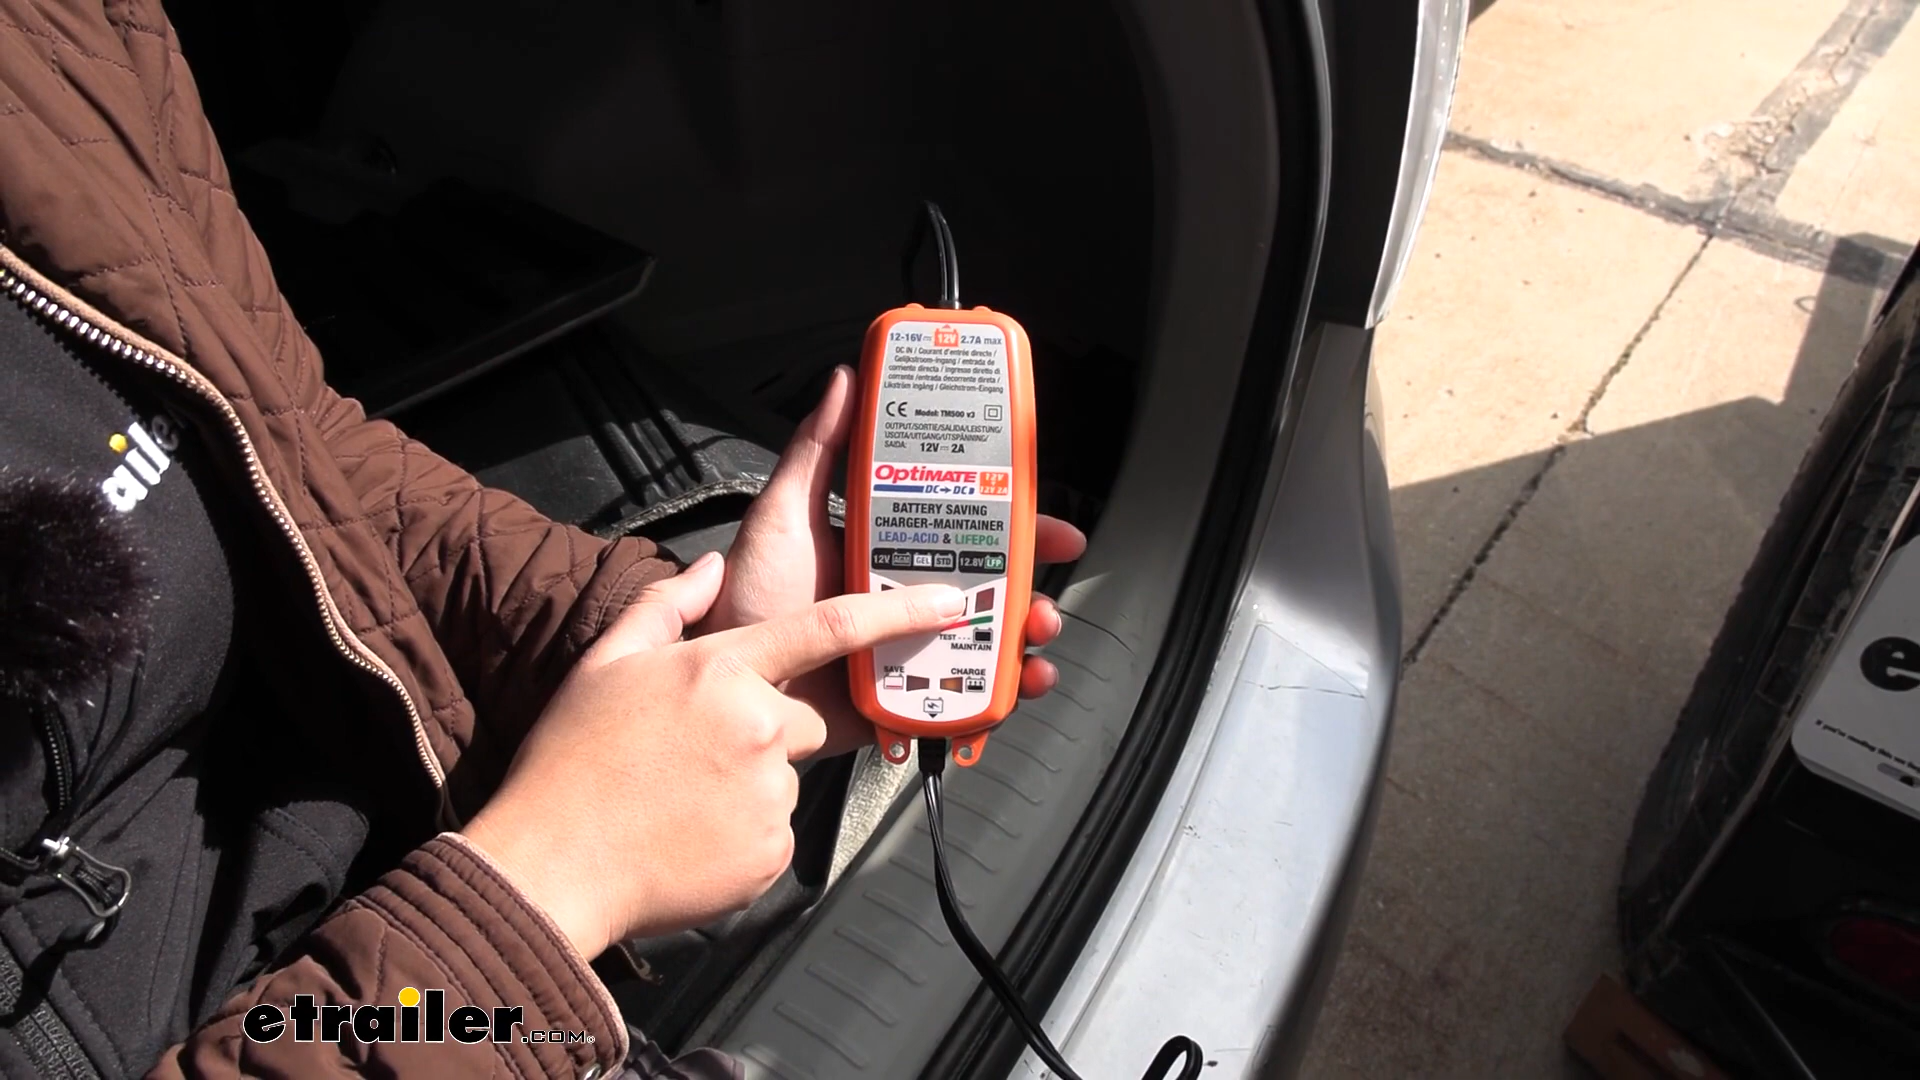 12-16V⎓ 12V 2.7A max
DC IN / Courant d'entrée directe /
Gelijkstroom-ingang / entrada de
corriente directa / Ingresso diretto di
corrente / entrada decorrente direta /
Likström ingång / Gleichstrom-Eingang
CE Model: TM500 v3
OUTPUT/SORTIE/SALIDA/LEISTUNG/
USCITA/UITGANG/UTSPÄNNING/
SAIDA: 12V⎓ 2A
OptiMATE 12V
DC→DC 12V 2A
BATTERY SAVING
CHARGER-MAINTAINER
LEAD-ACID & LIFEPO4
12V AGM GEL STD 12.8V LFP
TEST ---
MAINTAIN
SAVE CHARGE
ailer
e
etrailer.COM